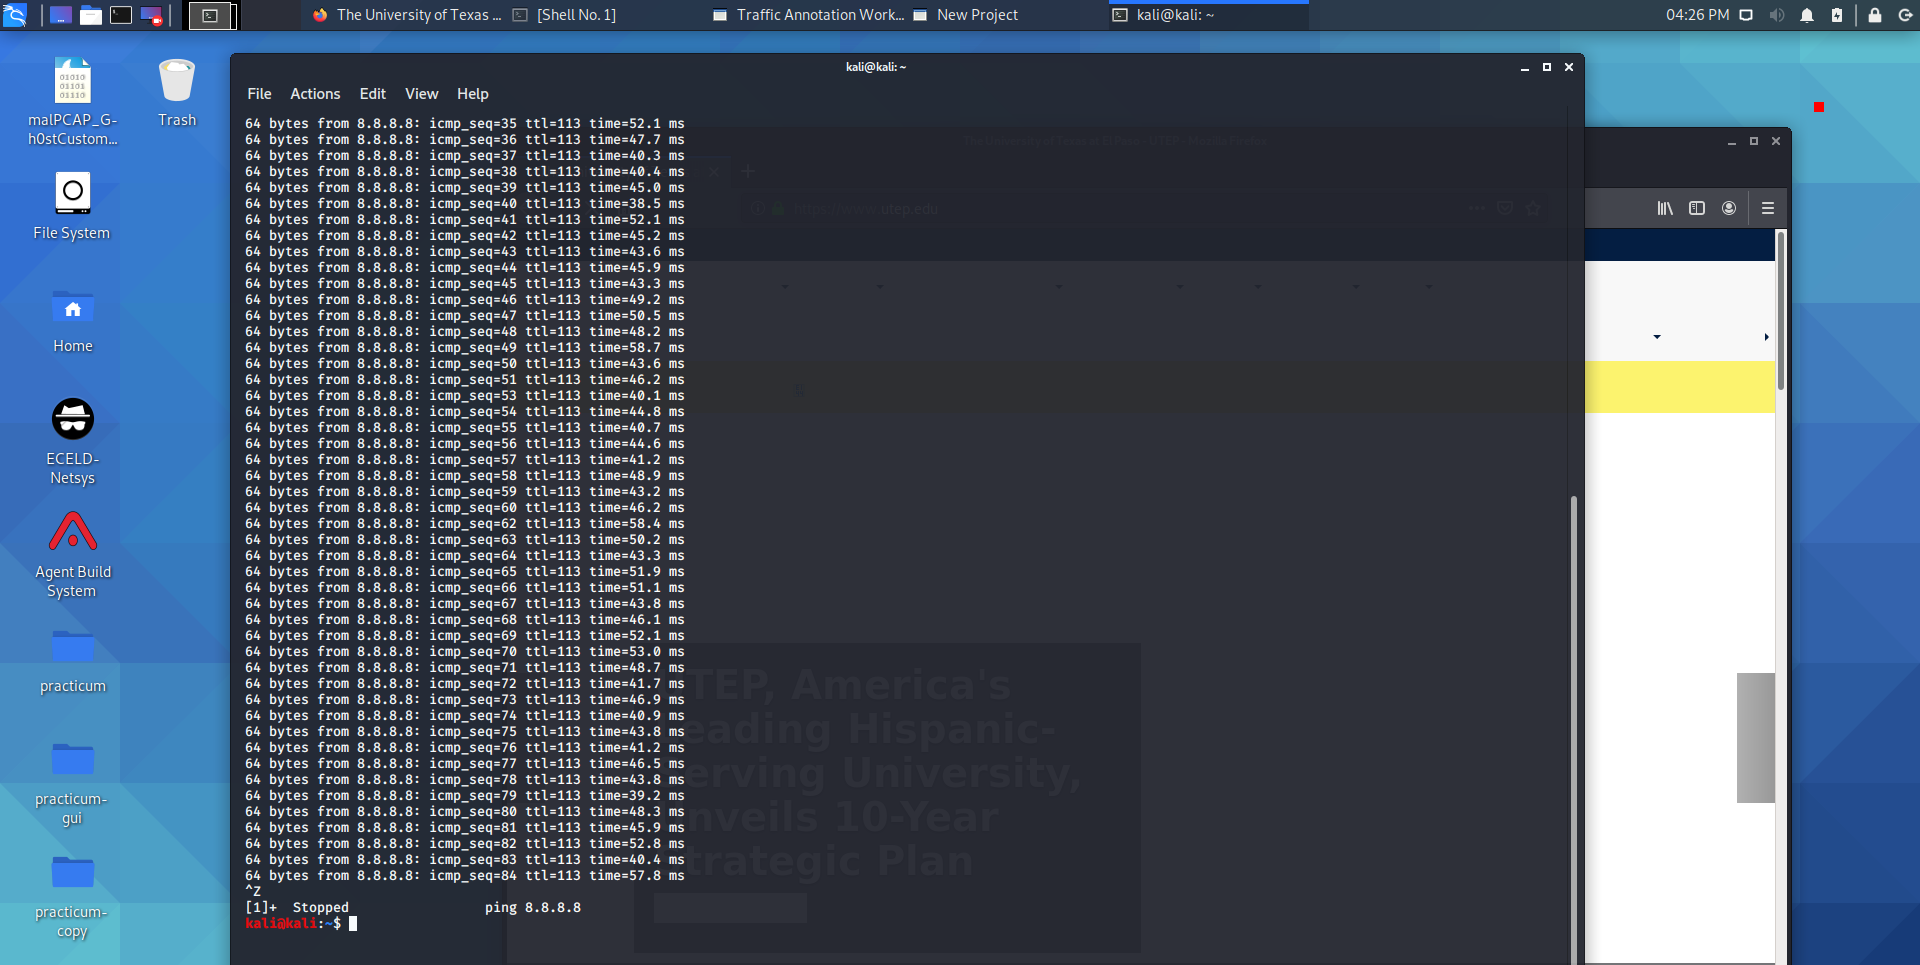 The University of Texas ...
[Shell No. 1]
Traffic Annotation Work...
New Project
kali@kali: ~
04:26 PM
malPCAP_G-
h0stCustom...
Trash
File System
Home
ECELD-
Netsys
Agent Build
System
practicum
practicum-
gui
practicum-
copy
kali@kali: ~
File Actions Edit View Help
64 bytes from 8.8.8.8: icmp_seq=35 ttl=113 time=52.1 ms
64 bytes from 8.8.8.8: icmp_seq=36 ttl=113 time=47.7 ms
64 bytes from 8.8.8.8: icmp_seq=37 ttl=113 time=40.3 ms
64 bytes from 8.8.8.8: icmp_seq=38 ttl=113 time=40.4 ms
64 bytes from 8.8.8.8: icmp_seq=39 ttl=113 time=45.0 ms
64 bytes from 8.8.8.8: icmp_seq=40 ttl=113 time=38.5 ms
64 bytes from 8.8.8.8: icmp_seq=41 ttl=113 time=52.1 ms
64 bytes from 8.8.8.8: icmp_seq=42 ttl=113 time=45.2 ms
64 bytes from 8.8.8.8: icmp_seq=43 ttl=113 time=43.6 ms
64 bytes from 8.8.8.8: icmp_seq=44 ttl=113 time=45.9 ms
64 bytes from 8.8.8.8: icmp_seq=45 ttl=113 time=43.3 ms
64 bytes from 8.8.8.8: icmp_seq=46 ttl=113 time=49.2 ms
64 bytes from 8.8.8.8: icmp_seq=47 ttl=113 time=50.5 ms
64 bytes from 8.8.8.8: icmp_seq=48 ttl=113 time=48.2 ms
64 bytes from 8.8.8.8: icmp_seq=49 ttl=113 time=58.7 ms
64 bytes from 8.8.8.8: icmp_seq=50 ttl=113 time=43.6 ms
64 bytes from 8.8.8.8: icmp_seq=51 ttl=113 time=46.2 ms
64 bytes from 8.8.8.8: icmp_seq=53 ttl=113 time=40.1 ms
64 bytes from 8.8.8.8: icmp_seq=54 ttl=113 time=44.8 ms
64 bytes from 8.8.8.8: icmp_seq=55 ttl=113 time=40.7 ms
64 bytes from 8.8.8.8: icmp_seq=56 ttl=113 time=44.6 ms
64 bytes from 8.8.8.8: icmp_seq=57 ttl=113 time=41.2 ms
64 bytes from 8.8.8.8: icmp_seq=58 ttl=113 time=48.9 ms
64 bytes from 8.8.8.8: icmp_seq=59 ttl=113 time=43.2 ms
64 bytes from 8.8.8.8: icmp_seq=60 ttl=113 time=46.2 ms
64 bytes from 8.8.8.8: icmp_seq=62 ttl=113 time=58.4 ms
64 bytes from 8.8.8.8: icmp_seq=63 ttl=113 time=50.2 ms
64 bytes from 8.8.8.8: icmp_seq=64 ttl=113 time=43.3 ms
64 bytes from 8.8.8.8: icmp_seq=65 ttl=113 time=51.9 ms
64 bytes from 8.8.8.8: icmp_seq=66 ttl=113 time=51.1 ms
64 bytes from 8.8.8.8: icmp_seq=67 ttl=113 time=43.8 ms
64 bytes from 8.8.8.8: icmp_seq=68 ttl=113 time=46.1 ms
64 bytes from 8.8.8.8: icmp_seq=69 ttl=113 time=52.1 ms
64 bytes from 8.8.8.8: icmp_seq=70 ttl=113 time=53.0 ms
64 bytes from 8.8.8.8: icmp_seq=71 ttl=113 time=48.7 ms
64 bytes from 8.8.8.8: icmp_seq=72 ttl=113 time=41.7 ms
64 bytes from 8.8.8.8: icmp_seq=73 ttl=113 time=46.9 ms
64 bytes from 8.8.8.8: icmp_seq=74 ttl=113 time=40.9 ms
64 bytes from 8.8.8.8: icmp_seq=75 ttl=113 time=43.8 ms
64 bytes from 8.8.8.8: icmp_seq=76 ttl=113 time=41.2 ms
64 bytes from 8.8.8.8: icmp_seq=77 ttl=113 time=46.5 ms
64 bytes from 8.8.8.8: icmp_seq=78 ttl=113 time=43.8 ms
64 bytes from 8.8.8.8: icmp_seq=79 ttl=113 time=39.2 ms
64 bytes from 8.8.8.8: icmp_seq=80 ttl=113 time=48.3 ms
64 bytes from 8.8.8.8: icmp_seq=81 ttl=113 time=45.9 ms
64 bytes from 8.8.8.8: icmp_seq=82 ttl=113 time=52.8 ms
64 bytes from 8.8.8.8: icmp_seq=83 ttl=113 time=40.4 ms
64 bytes from 8.8.8.8: icmp_seq=84 ttl=113 time=57.8 ms
^Z
[1]+ Stopped ping 8.8.8.8
kali@kali:~$
TEP, America's
eading Hispanic-
erving University,
nveils 10-Year
trategic Plan